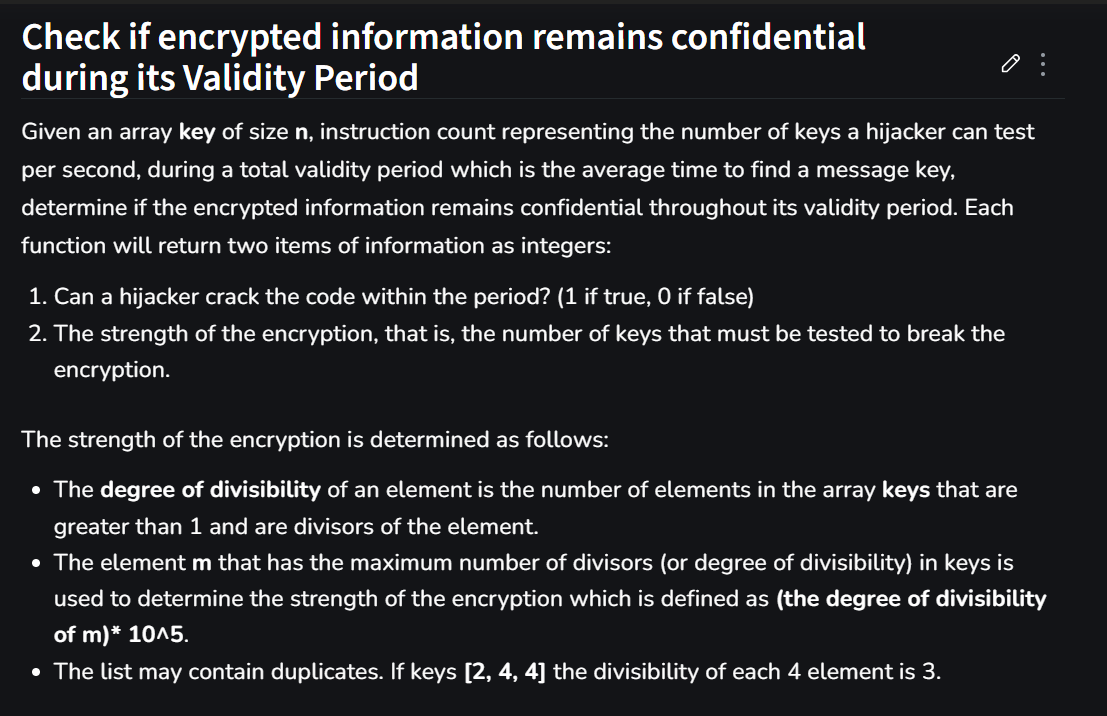 Check if encrypted information remains confidential
during its Validity Period
Given an array key of size n, instruction count representing the number of keys a hijacker can test
per second, during a total validity period which is the average time to find a message key,
determine if the encrypted information remains confidential throughout its validity period. Each
function will return two items of information as integers:
1. Can a hijacker crack the code within the period? (1 if true, 0 if false)
2. The strength of the encryption, that is, the number of keys that must be tested to break the
encryption.
The strength of the encryption is determined as follows:
• The degree of divisibility of an element is the number of elements in the array keys that are
greater than 1 and are divisors of the element.
• The element m that has the maximum number of divisors (or degree of divisibility) in keys is
used to determine the strength of the encryption which is defined as (the degree of divisibility
of m)* 10^5.
• The list may contain duplicates. If keys [2, 4, 4] the divisibility of each 4 element is 3.